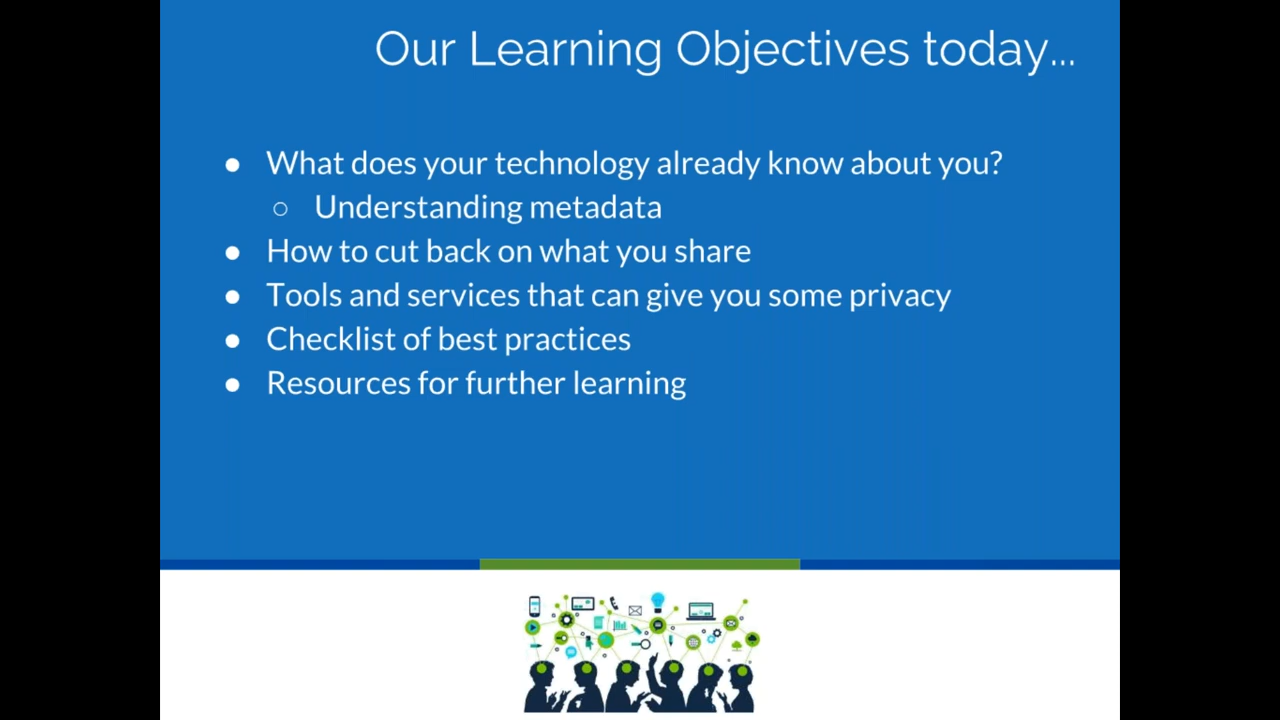 Our Learning Objectives today...
● What does your technology already know about you?
○ Understanding metadata
● How to cut back on what you share
● Tools and services that can give you some privacy
● Checklist of best practices
● Resources for further learning